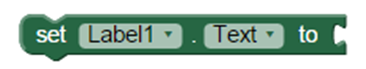 set Label1 . Text to